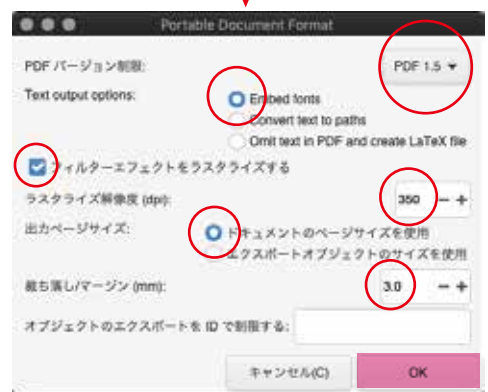 Portable Document Format
PDF バージョン制限:
PDF 1.5
Text output options:
Embed fonts
Convert text to paths
Omit text in PDF and create LaTeX file
フィルターエフェクトをラスタライズする
ラスタライズ解像度 (dpi):
350 − +
出力ページサイズ:
ドキュメントのページサイズを使用
エクスポートオブジェクトのサイズを使用
裁ち落し/マージン (mm):
3.0 − +
オブジェクトのエクスポートを ID で制限する:
キャンセル(C)
OK